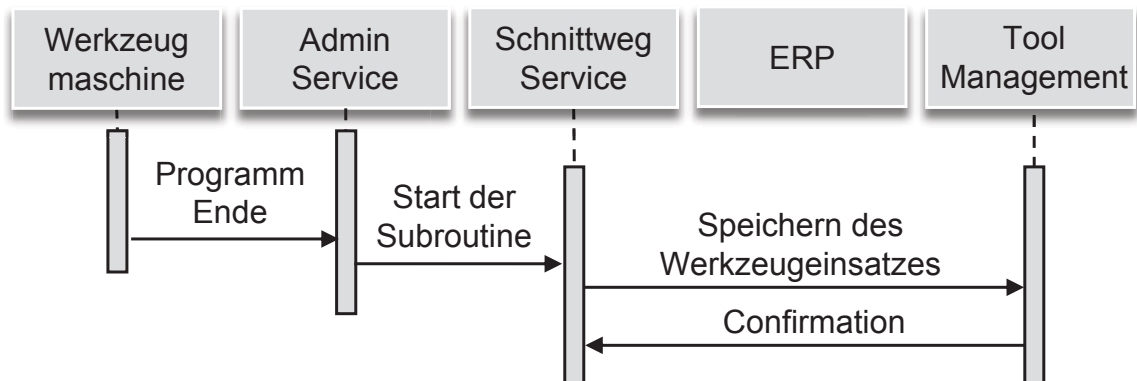 Werkzeug
maschine
Admin
Service
Schnittweg
Service
ERP
Tool
Management
Programm
Ende
Start der
Subroutine
Speichern des
Werkzeugeinsatzes
Confirmation